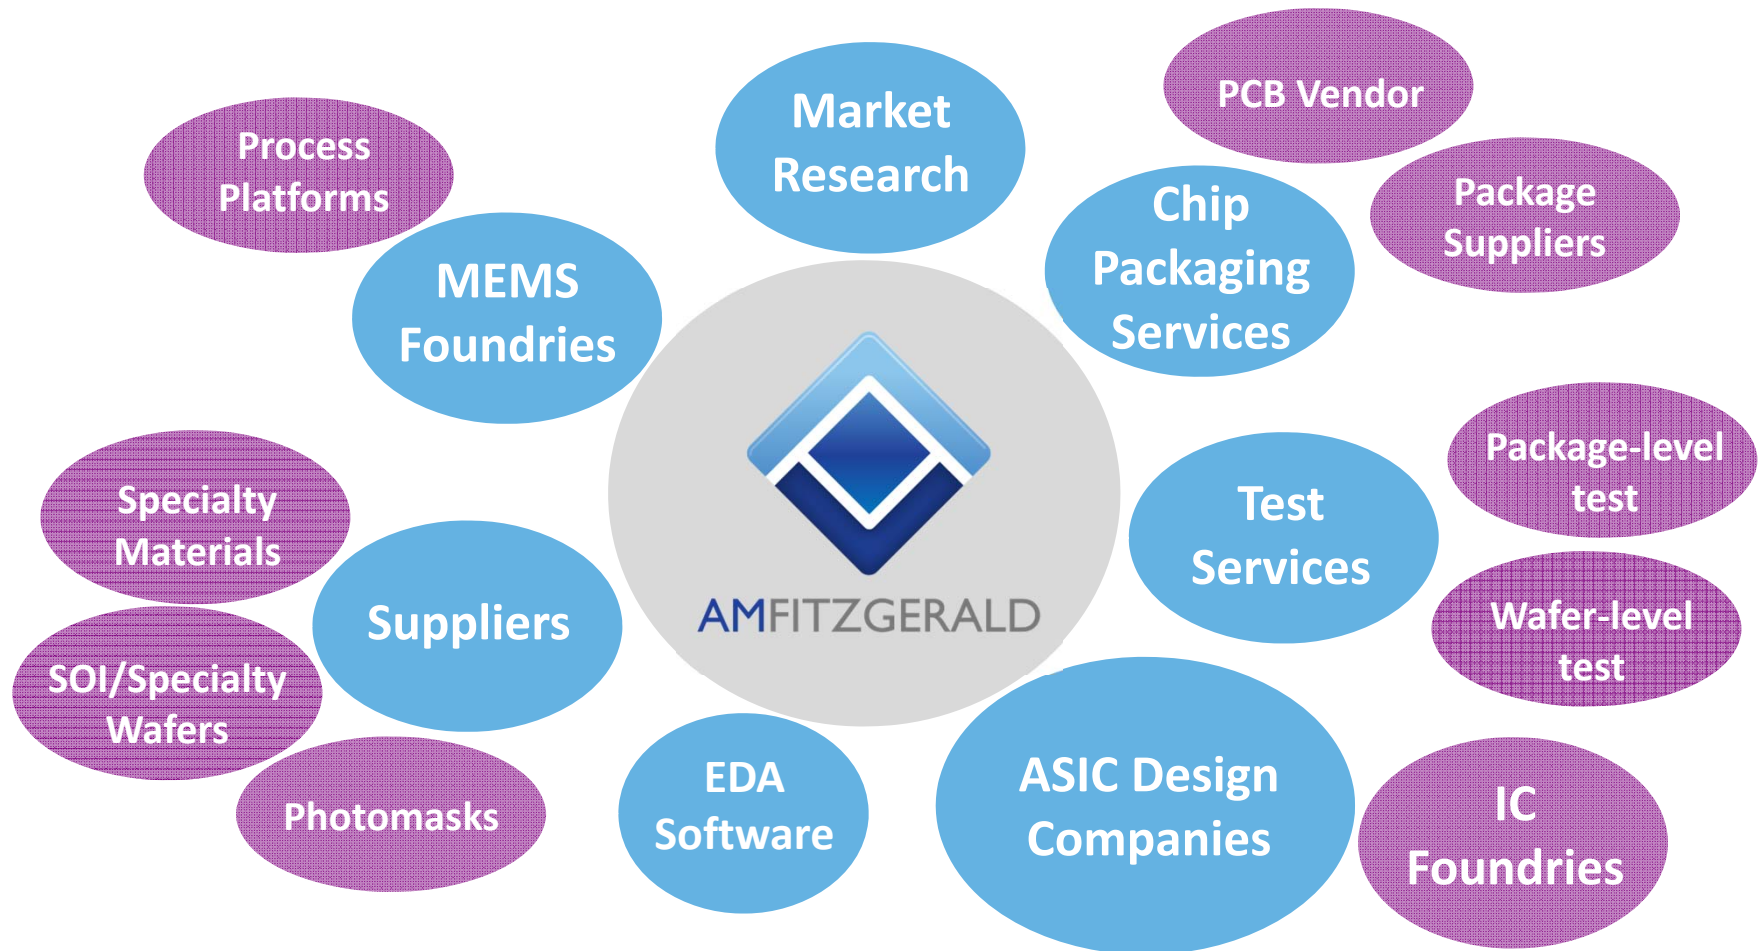 Market
Research
PCB Vendor
Process
Platforms
Package
Suppliers
Chip
Packaging
Services
MEMS
Foundries
Package-level
test
Specialty
Materials
Test
Services
Suppliers
AMFITZGERALD
Wafer-level
test
SOI/Specialty
Wafers
Photomasks
EDA
Software
ASIC Design
Companies
IC
Foundries